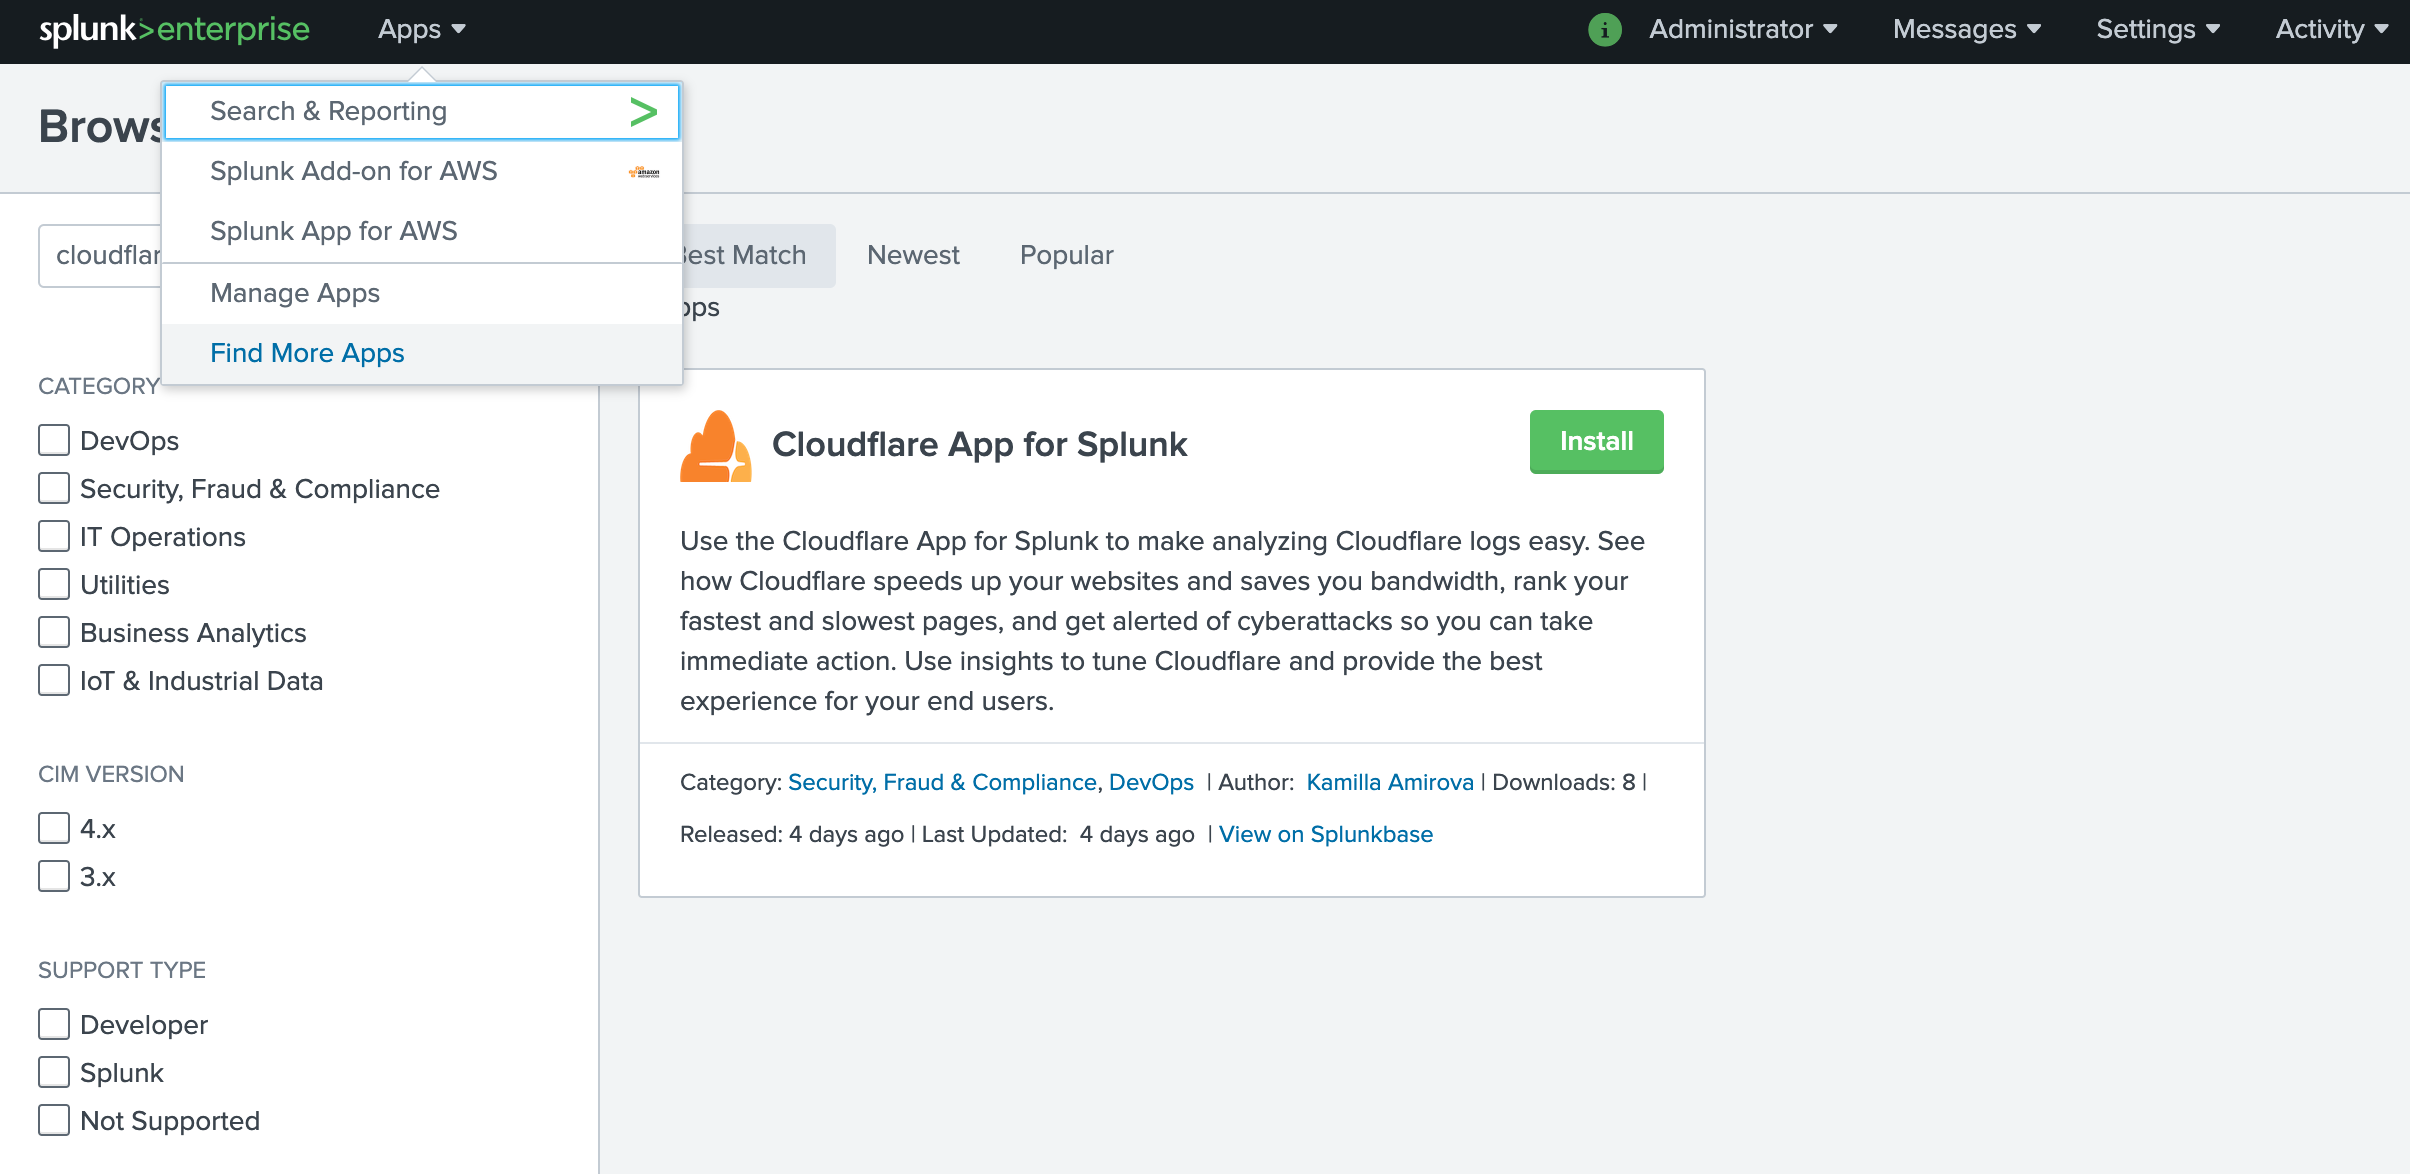 splunk>enterprise Apps Administrator Messages Settings Activity
Search & Reporting
Splunk Add-on for AWS
Splunk App for AWS
Manage Apps
Find More Apps
Best Match Newest Popular
CATEGORY
DevOps
Security, Fraud & Compliance
IT Operations
Utilities
Business Analytics
IoT & Industrial Data
CIM VERSION
4.x
3.x
SUPPORT TYPE
Developer
Splunk
Not Supported
Cloudflare App for Splunk
Install
Use the Cloudflare App for Splunk to make analyzing Cloudflare logs easy. See
how Cloudflare speeds up your websites and saves you bandwidth, rank your
fastest and slowest pages, and get alerted of cyberattacks so you can take
immediate action. Use insights to tune Cloudflare and provide the best
experience for your end users.
Category: Security, Fraud & Compliance, DevOps | Author: Kamilla Amirova | Downloads: 8 |
Released: 4 days ago | Last Updated: 4 days ago | View on Splunkbase